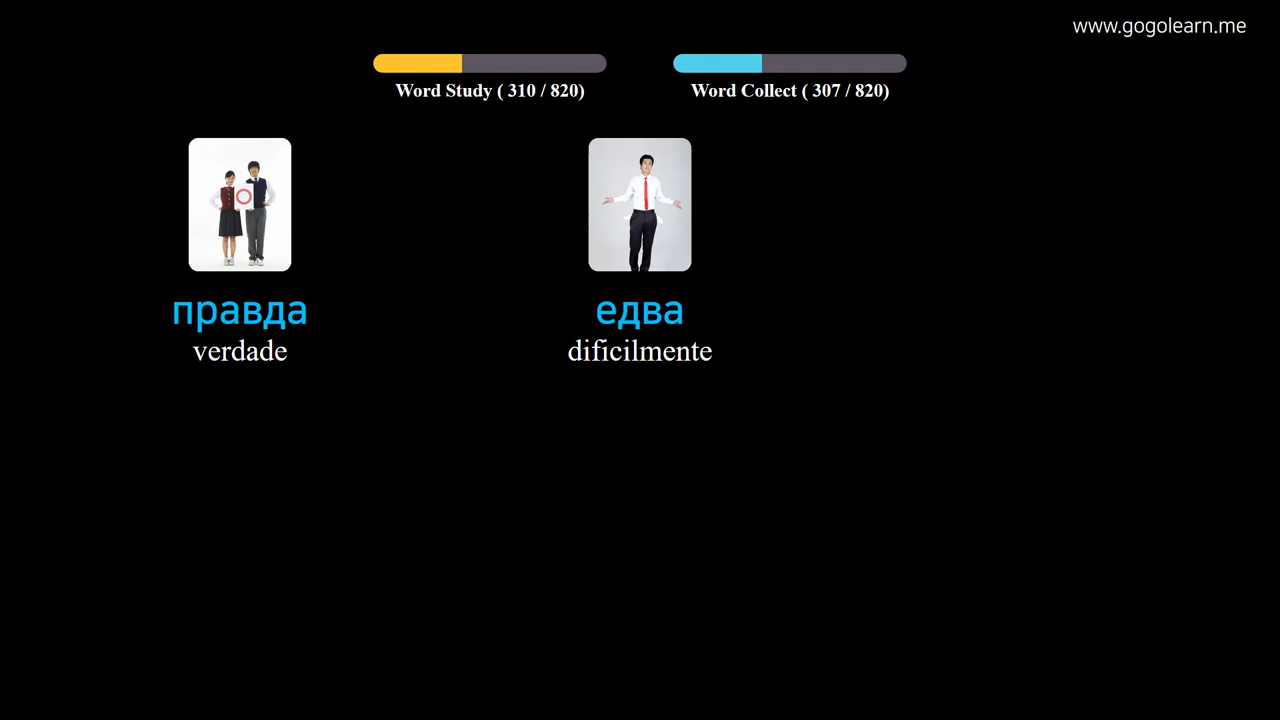 www.gogolearn.me
Word Study ( 310 / 820)
Word Collect ( 307 / 820)
правда
verdade
едва
dificilmente